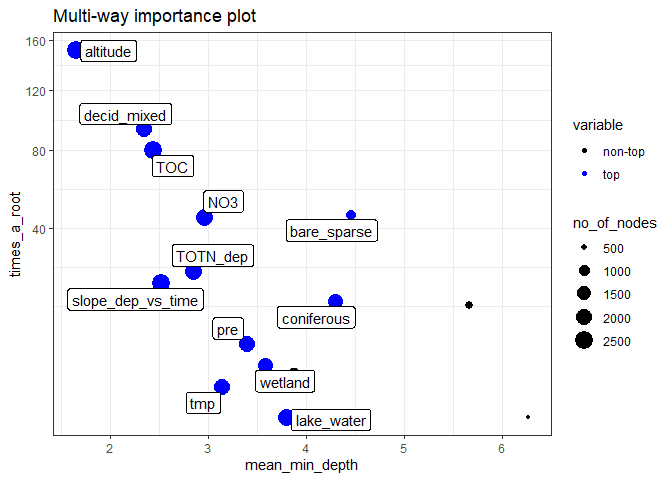 Multi-way importance plot
160
120
80
40
times_a_root
altitude
decid_mixed
TOC
NO3
bare_sparse
TOTN_dep
slope_dep_vs_time
coniferous
pre
wetland
tmp
lake_water
2
3
4
5
6
mean_min_depth
variable
non-top
top
no_of_nodes
500
1000
1500
2000
2500